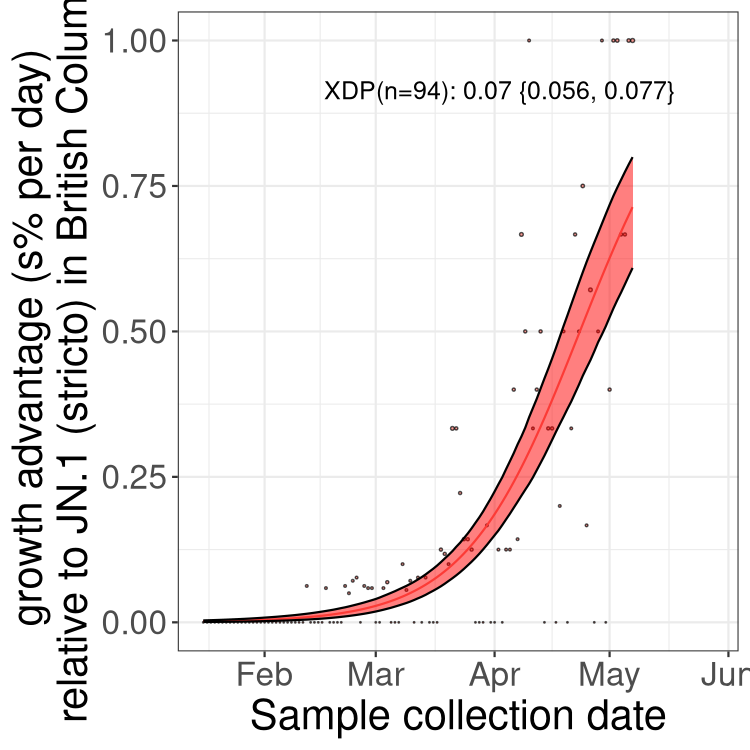 growth advantage (s% per day)
relative to JN.1 (stricto) in British Colum
1.00
0.75
0.50
0.25
0.00
XDP(n=94): 0.07 {0.056, 0.077}
Feb Mar Apr May Jun
Sample collection date